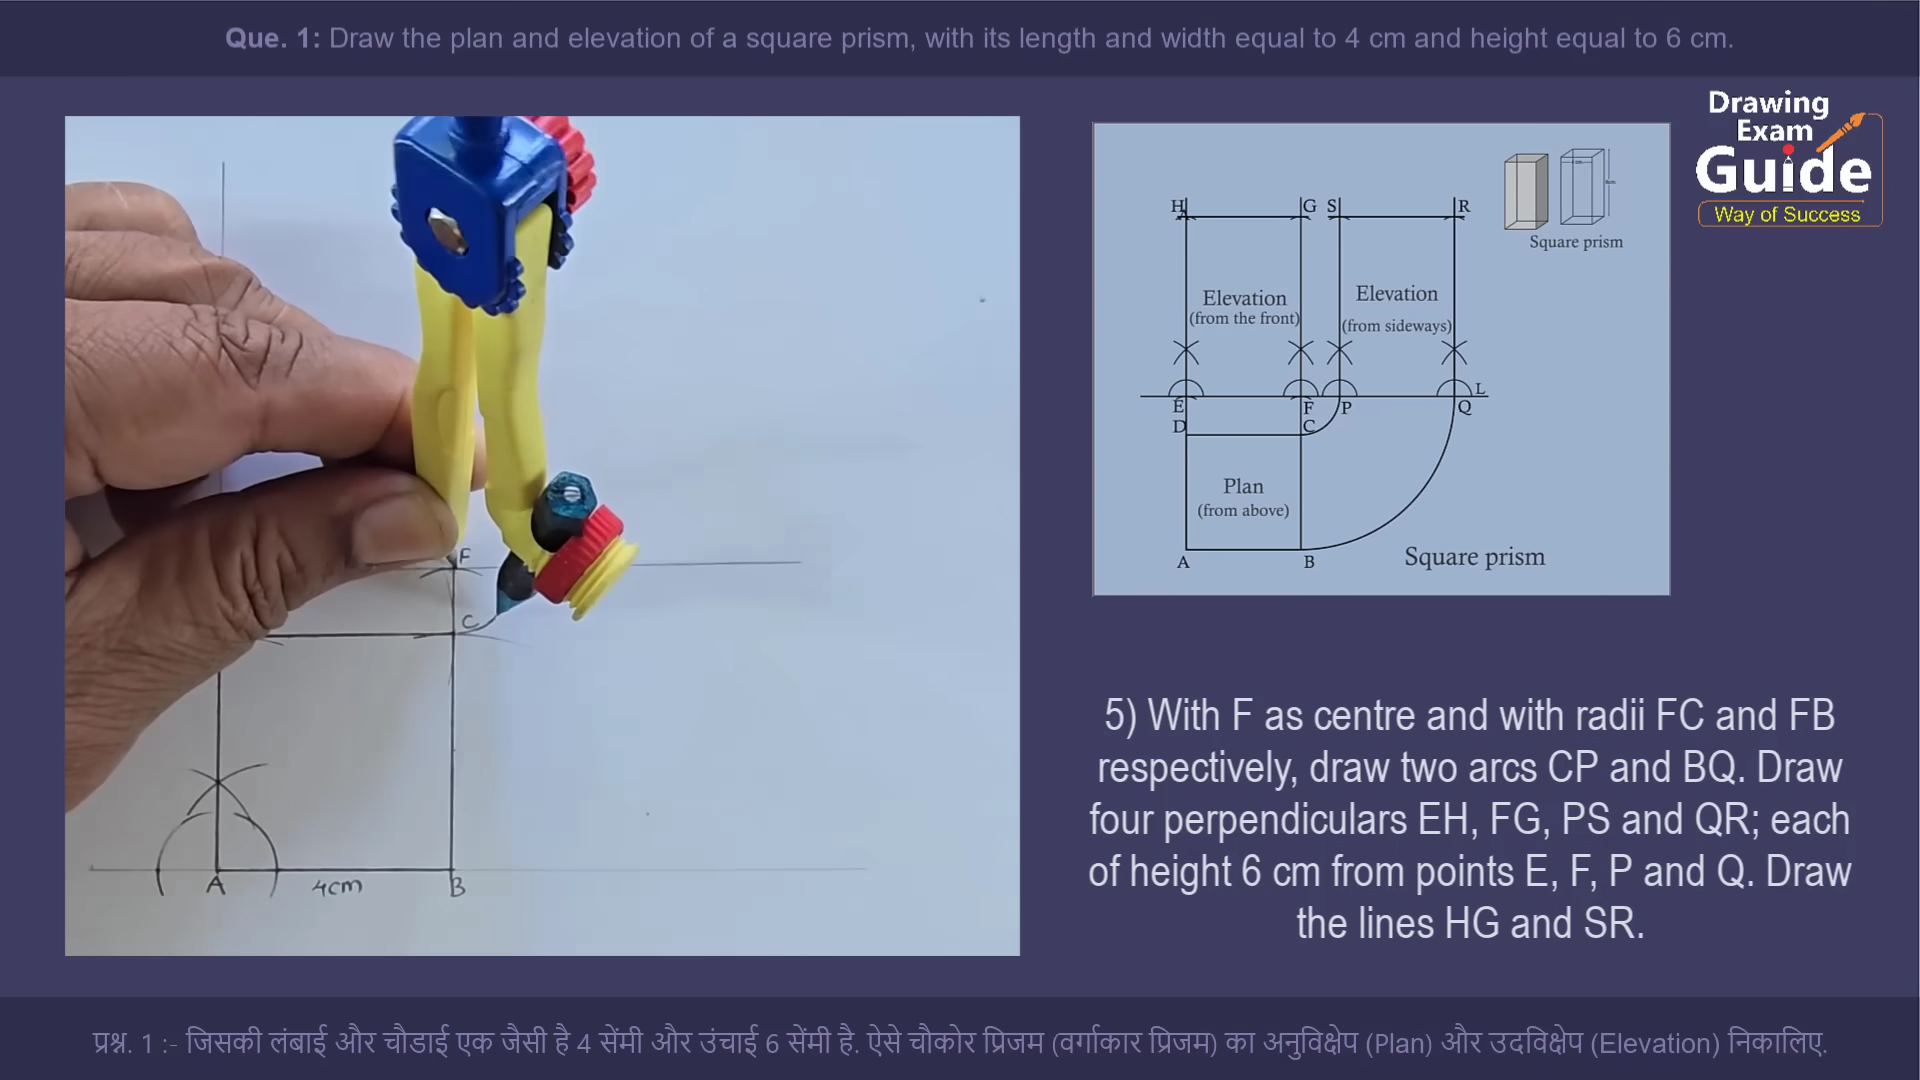 Que. 1: Draw the plan and elevation of a square prism, with its length and width equal to 4 cm and height equal to 6 cm.
Drawing
Exam
Guide
Way of Success
H G S R
Square prism
Elevation
(from the front)
Elevation
(from sideways)
L
E F P Q
D C
Plan
(from above)
A B
Square prism
F
C
A 4cm B
5) With F as centre and with radii FC and FB
respectively, draw two arcs CP and BQ. Draw
four perpendiculars EH, FG, PS and QR; each
of height 6 cm from points E, F, P and Q. Draw
the lines HG and SR.
प्रश्न. 1 :- जिसकी लंबाई और चौडाई एक जैसी है 4 सेंमी और उंचाई 6 सेंमी है. ऐसे चौकोर प्रिजम (वर्गाकार प्रिजम) का अनुविक्षेप (Plan) और उदविक्षेप (Elevation) निकालिए.